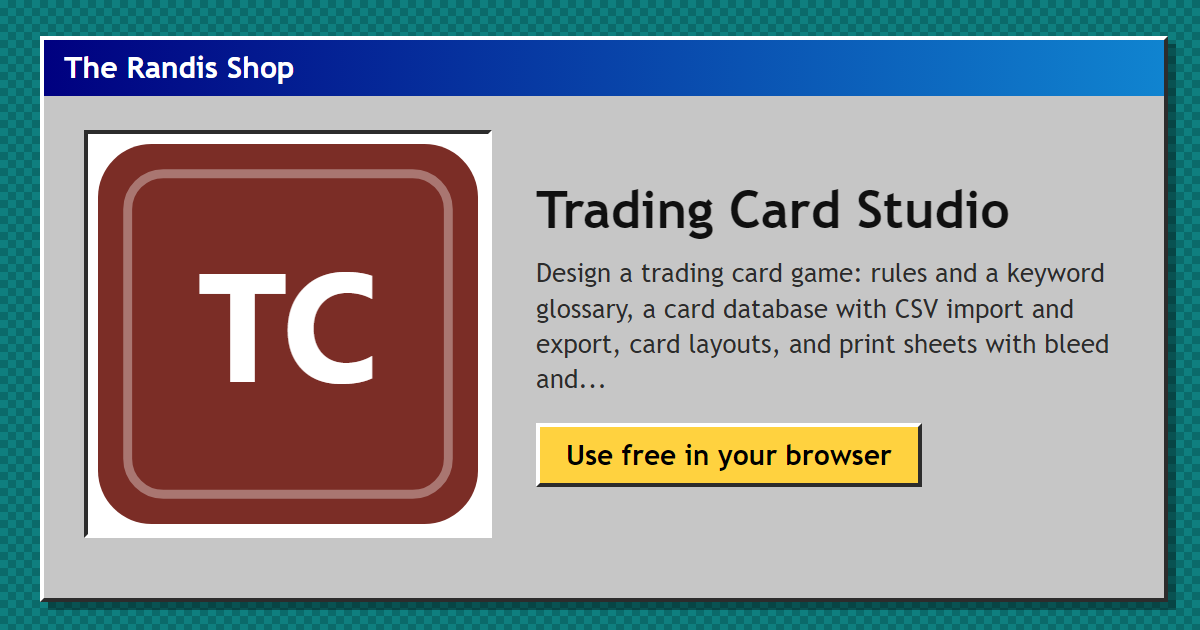 The Randis Shop
TC
Trading Card Studio
Design a trading card game: rules and a keyword
glossary, a card database with CSV import and
export, card layouts, and print sheets with bleed
and...
Use free in your browser